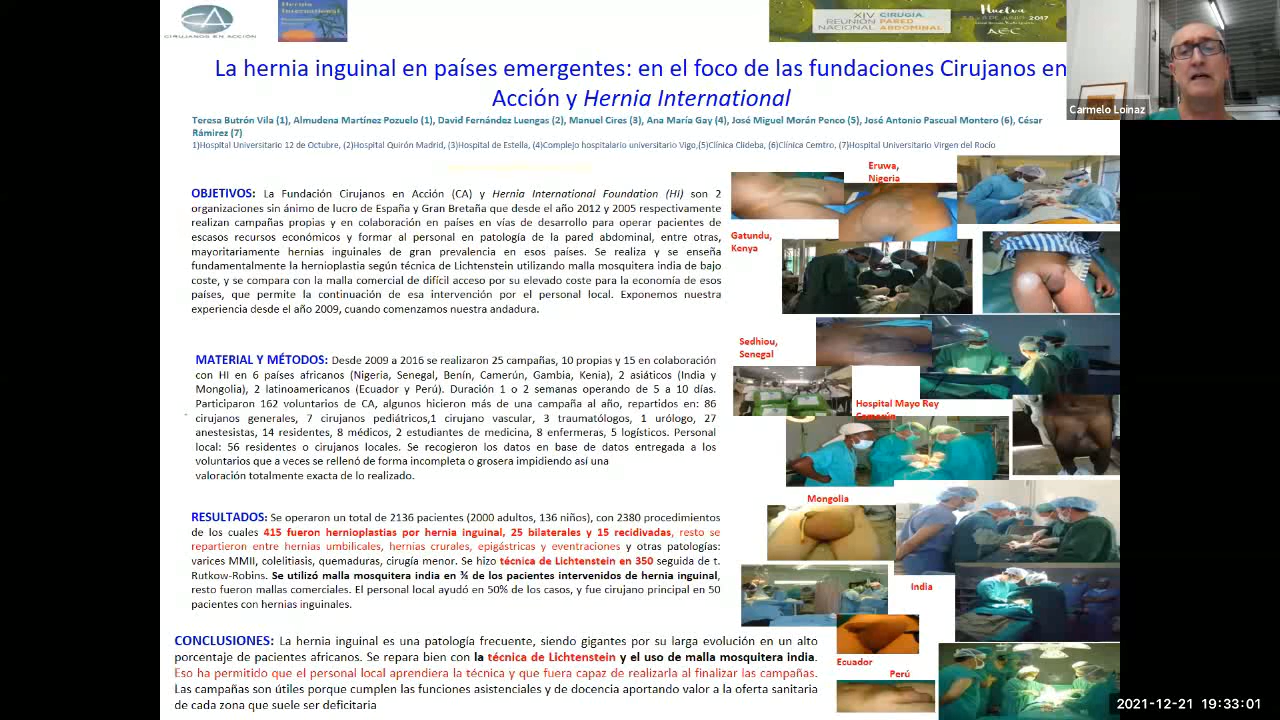 CIRUJANOS EN ACCIÓN
Hernia
International
XIV CIRUGÍA
REUNIÓN PARED
NACIONAL ABDOMINAL
Huelva
JUNIO 2017
AEC
Carmelo Loinaz
La hernia inguinal en países emergentes: en el foco de las fundaciones Cirujanos en
Acción y Hernia International
Teresa Butrón Vila (1), Almudena Martínez Pozuelo (1), David Fernández Luengas (2), Manuel Cires (3), Ana María Gay (4), José Miguel Morán Penco (5), José Antonio Pascual Montero (6), César
Rámirez (7)
1)Hospital Universitario 12 de Octubre, (2)Hospital Quirón Madrid, (3)Hospital de Estella, (4)Complejo hospitalario universitario Vigo,(5)Clínica Clideba, (6)Clínica Cemtro, (7)Hospital Universitario Virgen del Rocío
OBJETIVOS: La Fundación Cirujanos en Acción (CA) y Hernia International Foundation (HI) son 2
organizaciones sin ánimo de lucro de España y Gran Bretaña que desde el año 2012 y 2005 respectivamente
realizan campañas propias y en colaboración en países en vías de desarrollo para operar pacientes de
escasos recursos económicos y formar al personal en patología de la pared abdominal, entre otras,
mayoritariamente hernias inguinales de gran prevalencia en esos países. Se realiza y se enseña
fundamentalmente la hernioplastia según técnica de Lichtenstein utilizando malla mosquitera india de bajo
coste, y se compara con la malla comercial de difícil acceso por su elevado coste para la economía de esos
países, que permite la continuación de esa intervención por el personal local. Exponemos nuestra
experiencia desde el año 2009, cuando comenzamos nuestra andadura.
MATERIAL Y MÉTODOS: Desde 2009 a 2016 se realizaron 25 campañas, 10 propias y 15 en colaboración
con HI en 6 países africanos (Nigeria, Senegal, Benín, Camerún, Gambia, Kenia), 2 asiáticos (India y
Mongolia), 2 latinoamericanos (Ecuador y Perú). Duración 1 o 2 semanas operando de 5 a 10 días.
Participaron 162 voluntarios de CA, algunos hicieron más de una campaña al año, repartidos en: 86
cirujanos generales, 7 cirujanos pediátricos,1 cirujano vascular, 3 traumatólogos, 1 urólogo, 27
anestesistas, 14 residentes, 8 médicos, 2 estudiantes de medicina, 8 enfermeras, 5 logísticos. Personal
local: 56 residentes o cirujanos locales. Se recogieron los datos en base de datos entregada a los
voluntarios que a veces se rellenó de forma incompleta o grosera impidiendo así una
valoración totalmente exacta de lo realizado.
RESULTADOS: Se operaron un total de 2136 pacientes (2000 adultos, 136 niños), con 2380 procedimientos
de los cuales 415 fueron hernioplastias por hernia inguinal, 25 bilaterales y 15 recidivadas, resto se
repartieron entre hernias umbilicales, hernias crurales, epigástricas y eventraciones y otras patologías:
varices MMII, colelitiasis, quemaduras, cirugía menor. Se hizo técnica de Lichtenstein en 350 seguida de t.
Rutkow-Robins. Se utilizó malla mosquitera india en ¾ de los pacientes intervenidos de hernia inguinal,
resto fueron mallas comerciales. El personal local ayudó en 50% de los casos, y fue cirujano principal en 50
pacientes con hernias inguinales.
CONCLUSIONES: La hernia inguinal es una patología frecuente, siendo gigantes por su larga evolución en un alto
porcentaje de pacientes africanos. Se repara bien con la técnica de Lichtenstein y el uso de malla mosquitera india.
Eso ha permitido que el personal local aprendiera la técnica y que fuera capaz de realizarla al finalizar las campañas.
Las campañas son útiles porque cumplen las funciones asistenciales y de docencia aportando valor a la oferta sanitaria
de cada zona que suele ser deficitaria
Eruwa,
Nigeria
Gatundu,
Kenya
Sedhiou,
Senegal
Hospital Mayo Rey
Camerún
Mongolia
India
Ecuador
Perú
2021-12-21 19:33:01